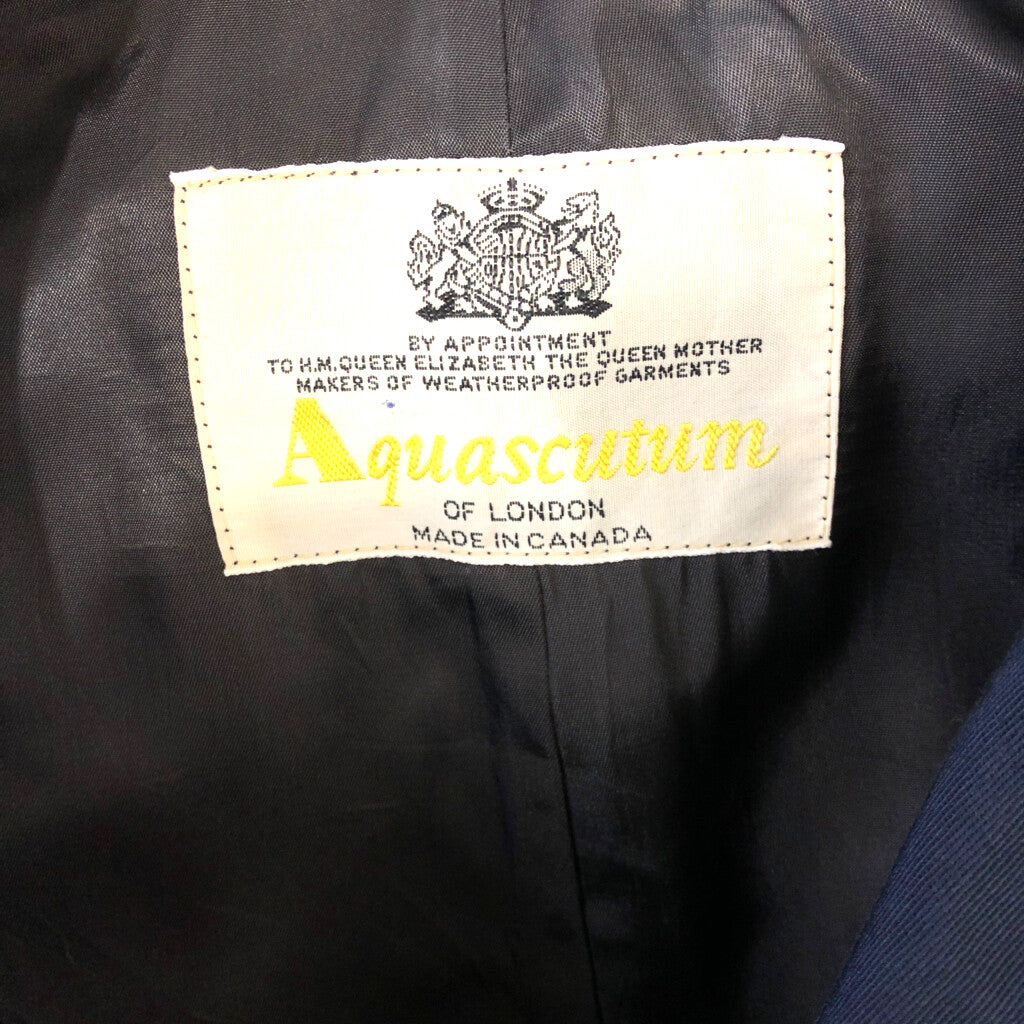 BY APPOINTMENT
TO H.M.QUEEN ELIZABETH THE QUEEN MOTHER
MAKERS OF WEATHERPROOF GARMENTS
Aquascutum
OF LONDON
MADE IN CANADA